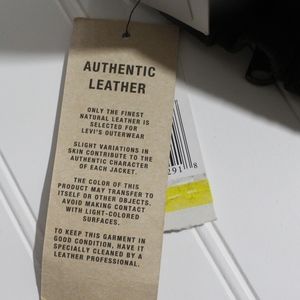 AUTHENTIC
LEATHER
ONLY THE FINEST
NATURAL LEATHER IS
SELECTED FOR
LEVI'S OUTERWEAR
SLIGHT VARIATIONS IN
SKIN CONTRIBUTE TO THE
AUTHENTIC CHARACTER
OF EACH JACKET.
THE COLOR OF THIS
PRODUCT MAY TRANSFER TO
ITSELF OR OTHER OBJECTS.
AVOID MAKING CONTACT
WITH LIGHT-COLORED
SURFACES.
TO KEEP THIS GARMENT IN
GOOD CONDITION, HAVE IT
SPECIALLY CLEANED BY A
LEATHER PROFESSIONAL.
291 8